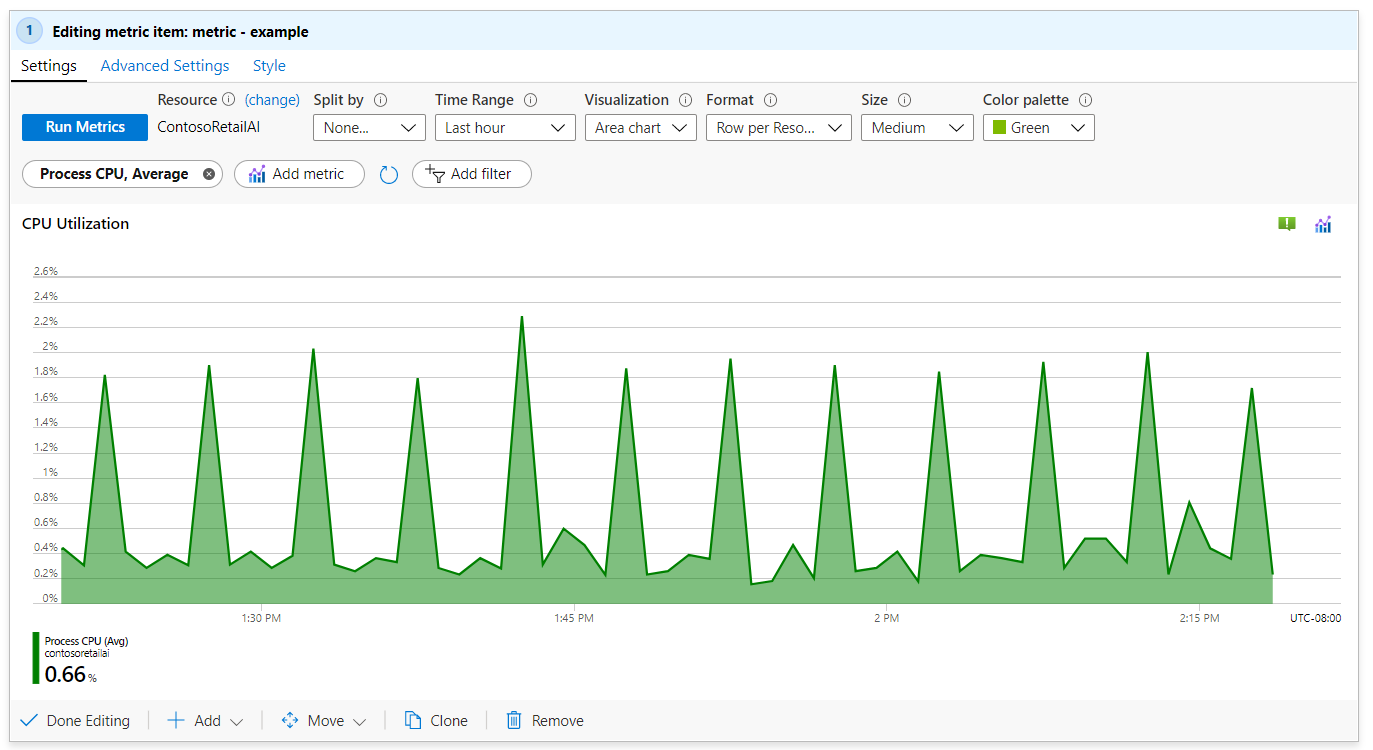 1 Editing metric item: metric - example
Settings Advanced Settings Style
Resource (change) Split by Time Range Visualization Format Size Color palette
Run Metrics ContosoRetailAI None... Last hour Area chart Row per Reso... Medium Green
Process CPU, Average Add metric Add filter
CPU Utilization
2.6%
2.4%
2.2%
2%
1.8%
1.6%
1.4%
1.2%
1%
0.8%
0.6%
0.4%
0.2%
0%
1:30 PM 1:45 PM 2 PM 2:15 PM UTC-08:00
Process CPU (Avg)
contosoretailai
0.66 %
Done Editing Add Move Clone Remove